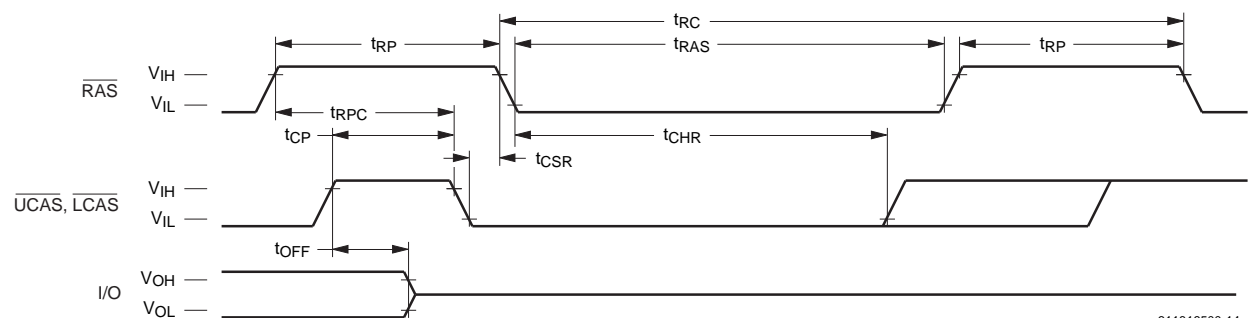 tRC
tRP
tRAS
tRP
RAS
VIH
VIL
tRPC
tCP
tCHR
tCSR
UCAS, LCAS
VIH
VIL
tOFF
I/O
VOH
VOL